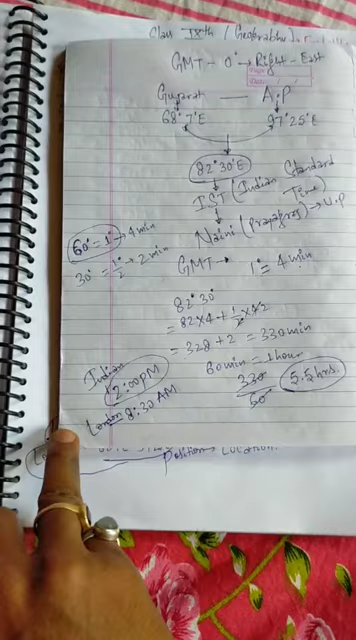 Class IXth / (Geography)
GMT - 0° → Right - East
Gujarat — A.P
68°7'E 97°25'E
82°30'E
IST (Indian Standard Time)
Naini (Prayagraj) → U.P
60' = 1° → 4 min
30' = 1°/2 → 2 min
GMT → 1° = 4 min
82°30'
= 82×4 + 1/2 × 4 2
= 328 + 2 = 330 min
60 min = 1 hour
330/60 5.5 hrs.
Indian
2:00 PM
London 8:30 AM
Position Location.